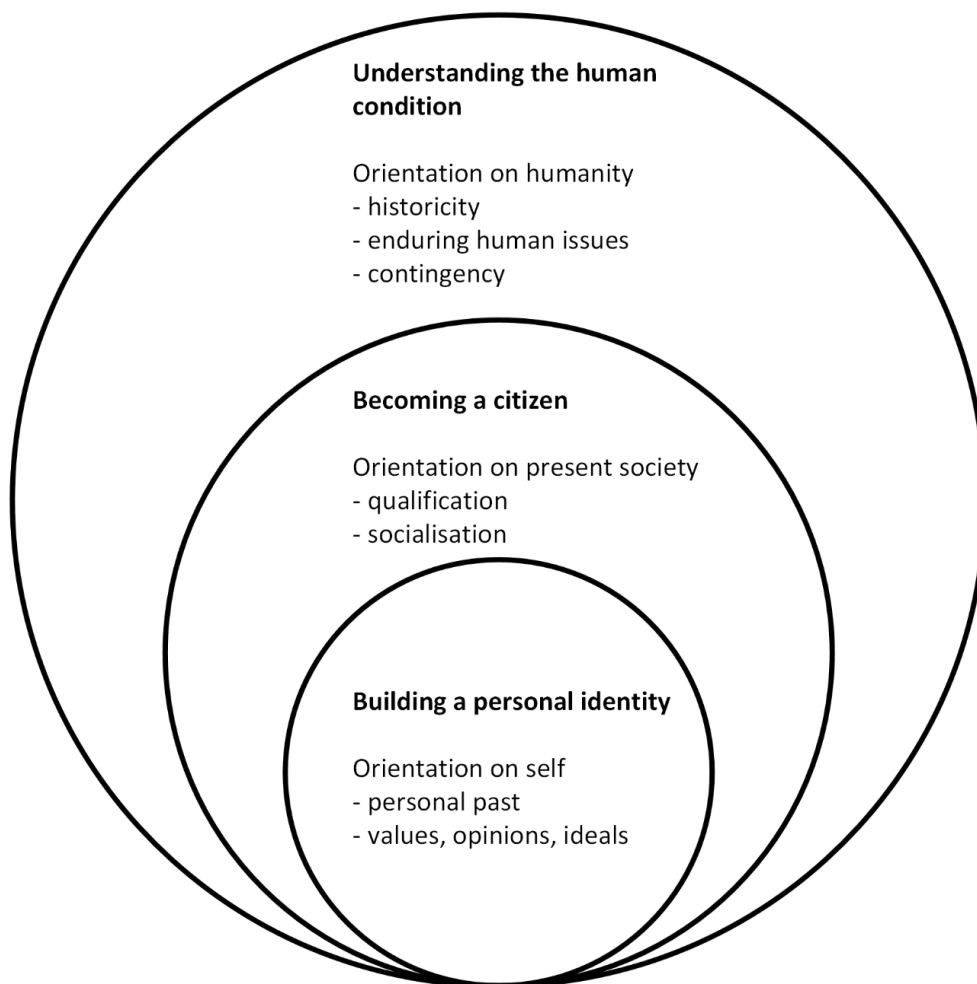 Understanding the human
condition
Orientation on humanity
- historicity
- enduring human issues
- contingency
Becoming a citizen
Orientation on present society
- qualification
- socialisation
Building a personal identity
Orientation on self
- personal past
- values, opinions, ideals